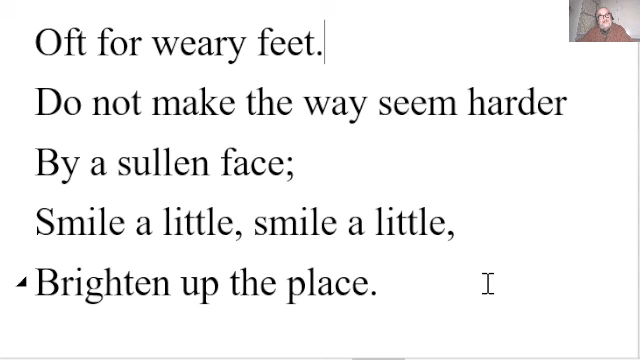 Oft for weary feet.
Do not make the way seem harder
By a sullen face;
Smile a little, smile a little,
Brighten up the place.